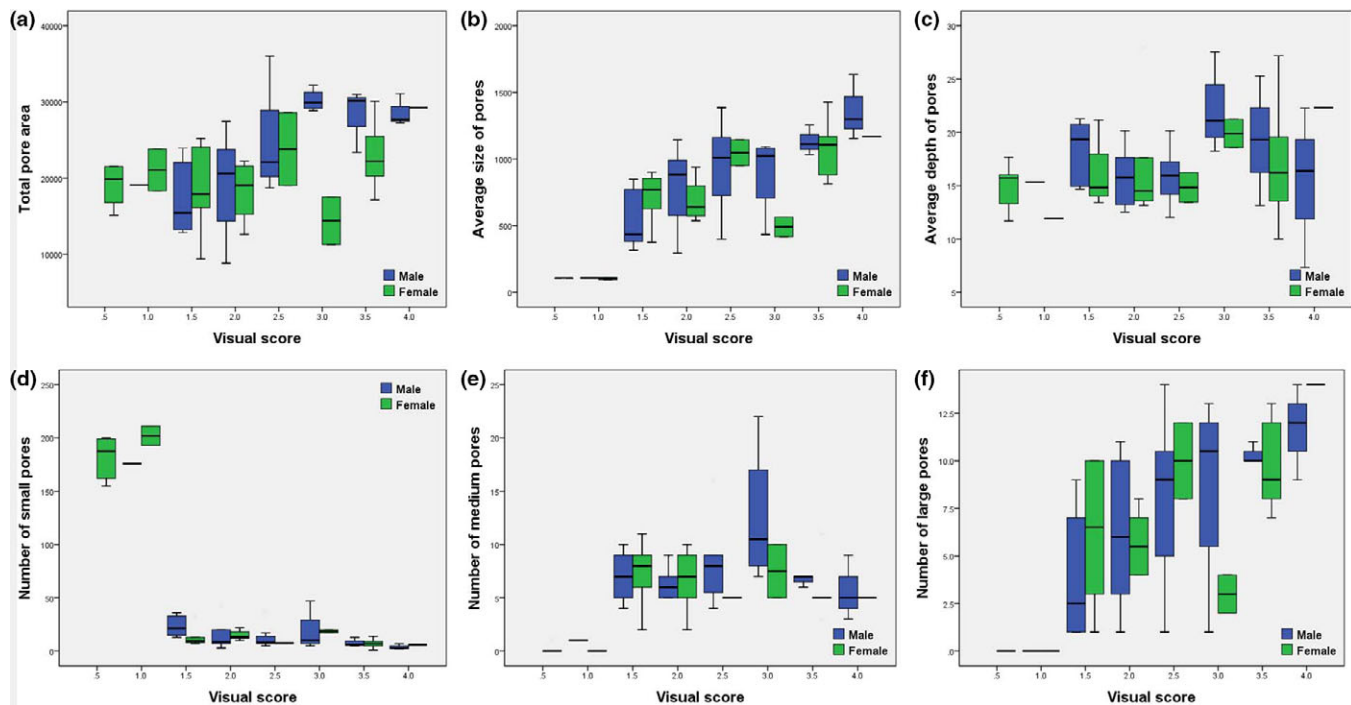 (a)
Total pore area
40000
30000
20000
10000
.5 1.0 1.5 2.0 2.5 3.0 3.5 4.0
Visual score
Male
Female
(b)
Average size of pores
2000
1500
1000
500
0
.5 1.0 1.5 2.0 2.5 3.0 3.5 4.0
Visual score
Male
Female
(c)
Average depth of pores
30
25
20
15
10
5
.5 1.0 1.5 2.0 2.5 3.0 3.5 4.0
Visual score
Male
Female
(d)
Number of small pores
250
200
150
100
50
0
.5 1.0 1.5 2.0 2.5 3.0 3.5 4.0
Visual score
Male
Female
(e)
Number of medium pores
25
20
15
10
5
0
.5 1.0 1.5 2.0 2.5 3.0 3.5 4.0
Visual score
Male
Female
(f)
Number of large pores
12.5
10.0
7.5
5.0
2.5
.0
.5 1.0 1.5 2.0 2.5 3.0 3.5 4.0
Visual score
Male
Female